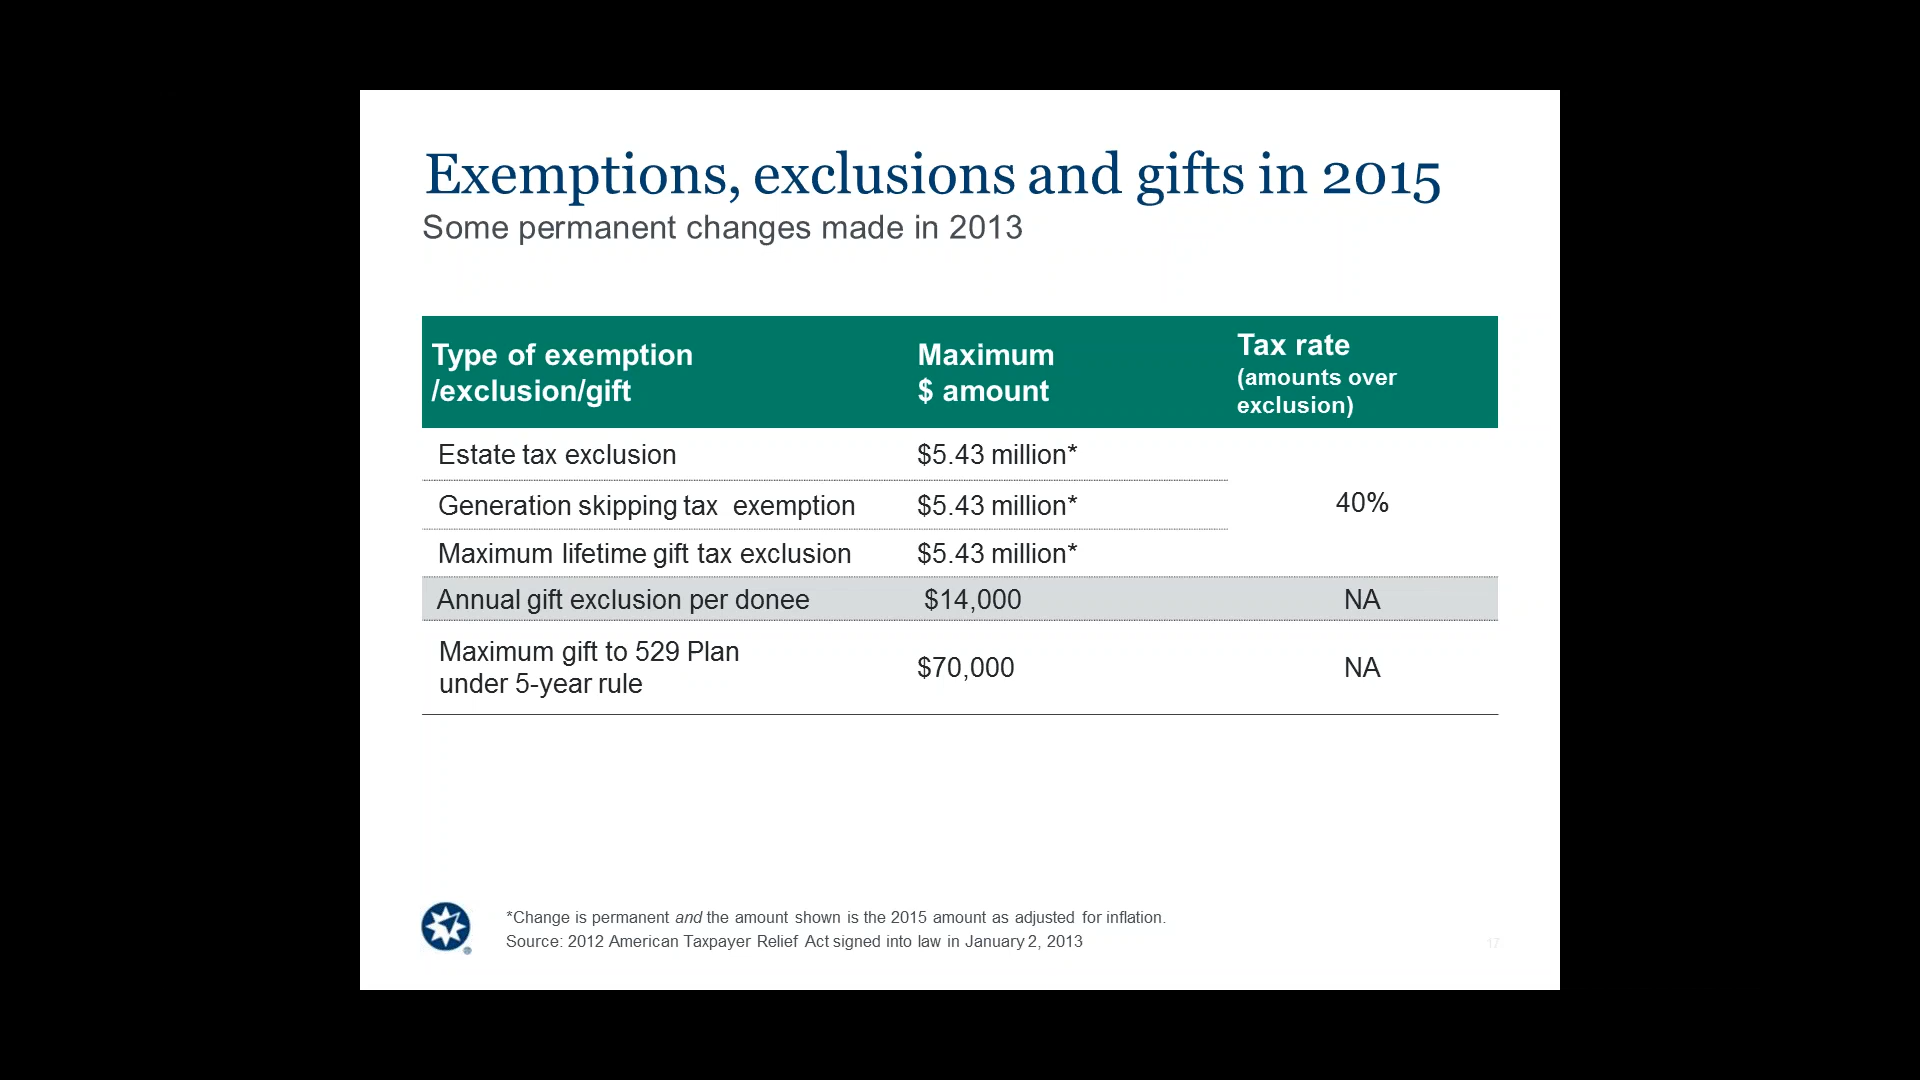 Exemptions, exclusions and gifts in 2015
Some permanent changes made in 2013
Type of exemption
/exclusion/gift
Maximum
$ amount
Tax rate
(amounts over
exclusion)
Estate tax exclusion
$5.43 million*
Generation skipping tax  exemption
$5.43 million*
40%
Maximum lifetime gift tax exclusion
$5.43 million*
Annual gift exclusion per donee
$14,000
NA
Maximum gift to 529 Plan
under 5-year rule
$70,000
NA
*Change is permanent and the amount shown is the 2015 amount as adjusted for inflation.
Source: 2012 American Taxpayer Relief Act signed into law in January 2, 2013
17